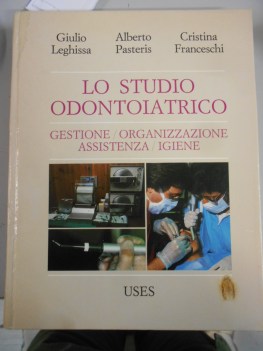 Giulio Alberto Cristina
Leghissa Pasteris Franceschi
LO STUDIO
ODONTOIATRICO
GESTIONE / ORGANIZZAZIONE
ASSISTENZA / IGIENE
USES